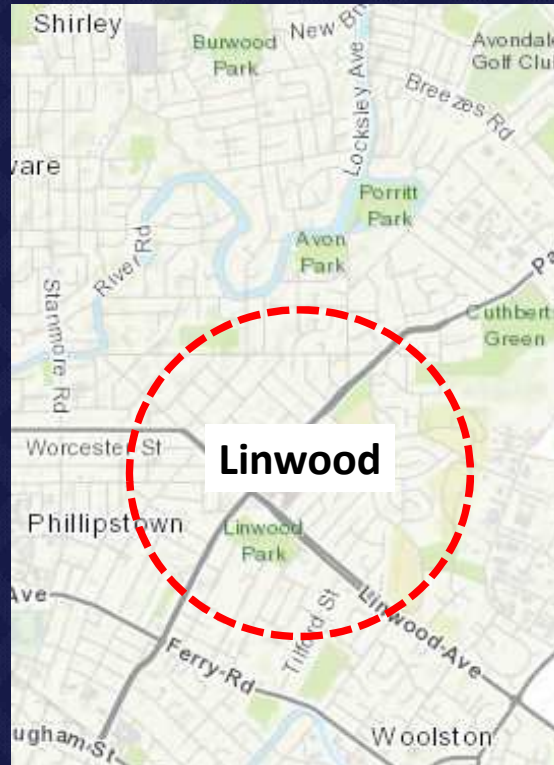 Shirley
Burwood
Park
New Br
Avondal
Golf Clu
Locksley Ave
Breezes Rd
vare
Porritt
Park
Avon
Park
River Rd
Stanmore Rd
Pa
Cuthbert
Green
Worcester St
Linwood
Phillipstown
Linwood
Park
Ave
Tilford St
Linwood-Ave
Ferry-Rd
Woolston
ugham-St